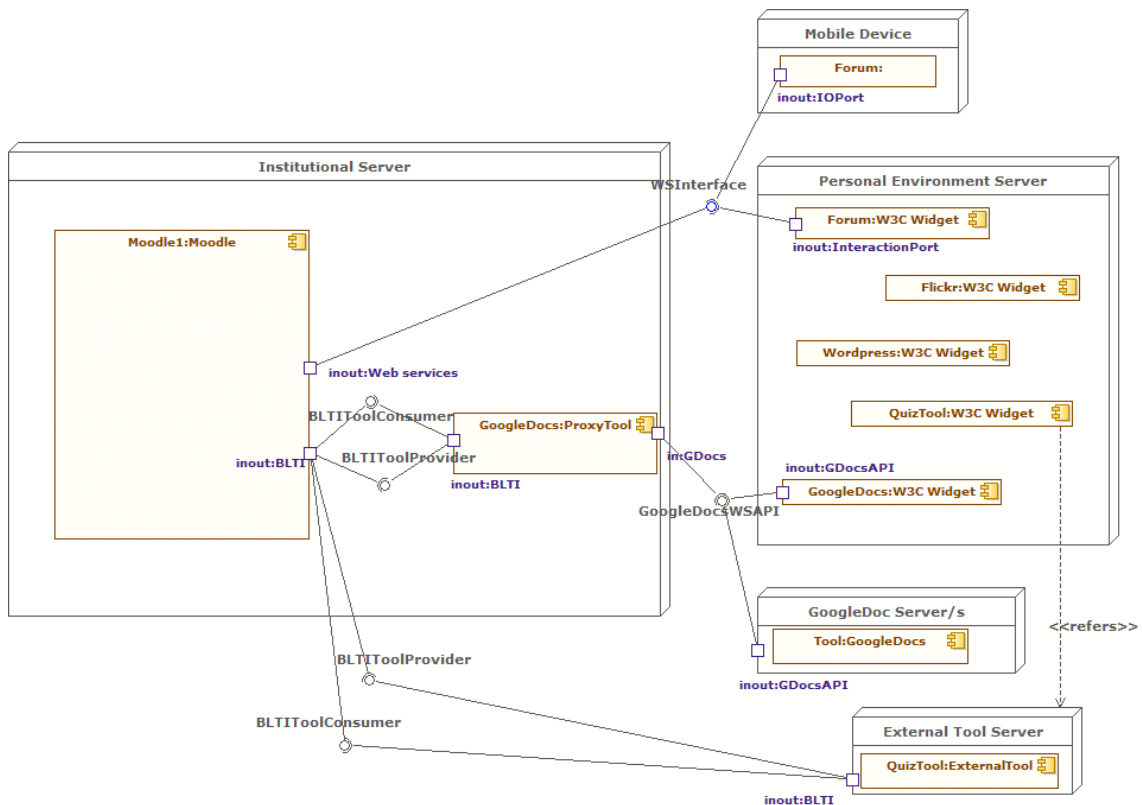 Mobile Device
Forum:
inout:IOPort
Institutional Server
WSInterface
Personal Environment Server
Forum:W3C Widget
Moodle1:Moodle
inout:InteractionPort
Flickr:W3C Widget
Wordpress:W3C Widget
inout:Web services
BLTIToolConsumer
GoogleDocs:ProxyTool
QuizTool:W3C Widget
inout:BLTI
BLTIToolProvider
in:GDocs
inout:GDocsAPI
inout:BLTI
GoogleDocs:W3C Widget
GoogleDocsWSAPI
GoogleDoc Server/s
<<refers>>
Tool:GoogleDocs
BLTIToolProvider
inout:GDocsAPI
BLTIToolConsumer
External Tool Server
QuizTool:ExternalTool
inout:BLTI